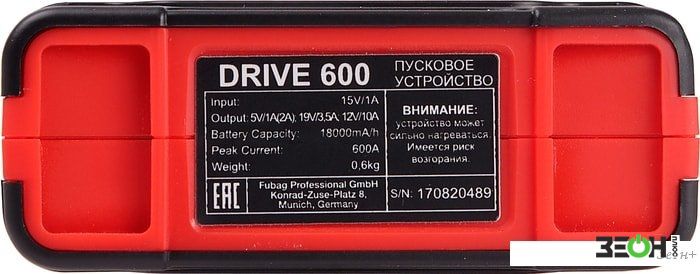 DRIVE 600
ПУСКОВОЕ
УСТРОЙСТВО
Input: 15V/1A
Output: 5V/1A(2A); 19V/3,5A; 12V/10A
Battery Capacity: 18000mA/h
Peak Current: 600A
Weight: 0,6kg
EAC
Fubag Professional GmbH
Konrad-Zuse-Platz 8,
Munich, Germany
ВНИМАНИЕ:
устройство может
сильно нагреваться.
Имеется риск
возгорания.
S/N: 170820489
ЗЕОН